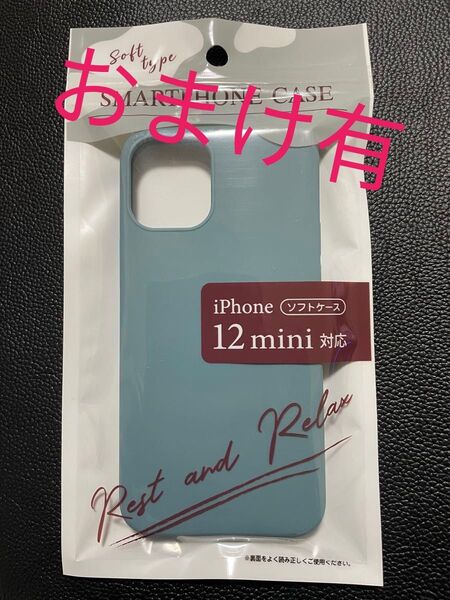 Soft
type
SMARTPHONE CASE
おまけ有
iPhone ソフトケース
12 mini 対応
Rest and Relax
※裏面をよく読み正しくご使用ください。